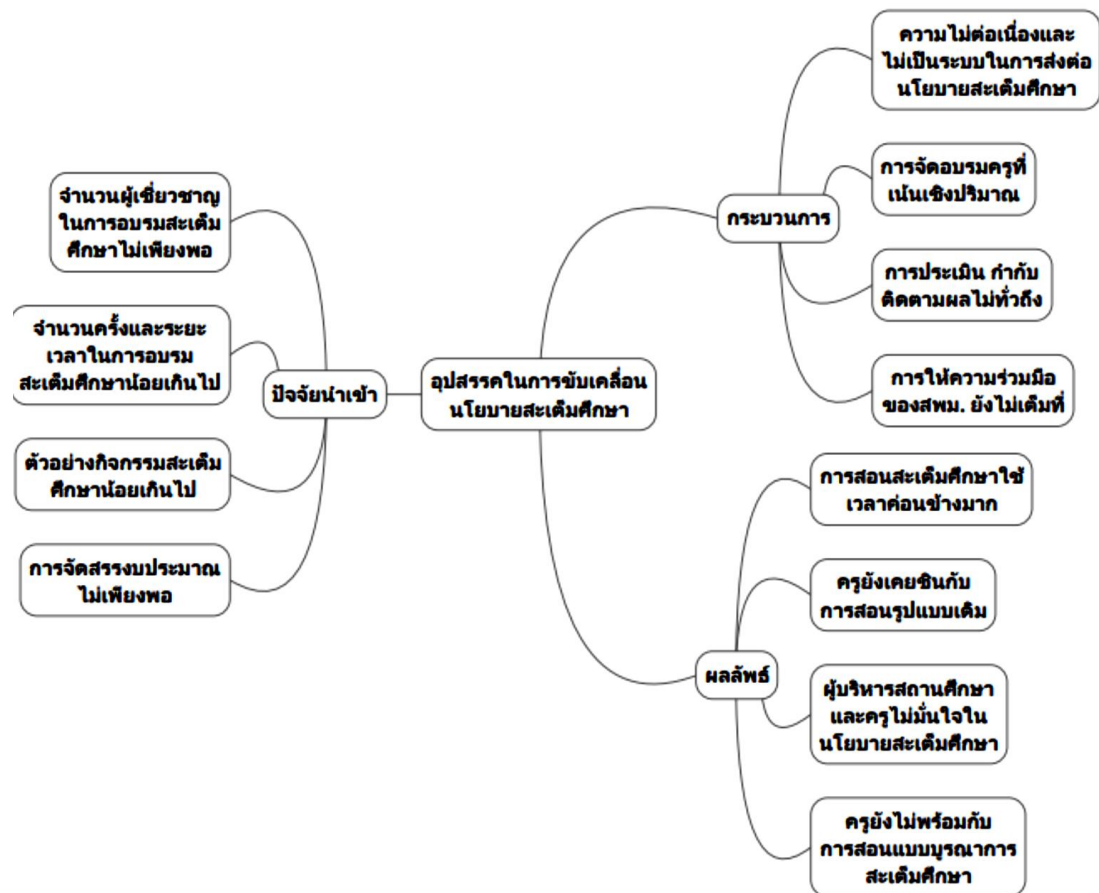 อุปสรรคในการขับเคลื่อน
นโยบายสะเต็มศึกษา
ปัจจัยนำเข้า
จำนวนผู้เชี่ยวชาญ
ในการอบรมสะเต็ม
ศึกษาไม่เพียงพอ
จำนวนครั้งและระยะ
เวลาในการอบรม
สะเต็มศึกษาน้อยเกินไป
ตัวอย่างกิจกรรมสะเต็ม
ศึกษาน้อยเกินไป
การจัดสรรงบประมาณ
ไม่เพียงพอ
กระบวนการ
ความไม่ต่อเนื่องและ
ไม่เป็นระบบในการส่งต่อ
นโยบายสะเต็มศึกษา
การจัดอบรมครูที่
เน้นเชิงปริมาณ
การประเมิน กำกับ
ติดตามผลไม่ทั่วถึง
การให้ความร่วมมือ
ของสพม. ยังไม่เต็มที่
ผลลัพธ์
การสอนสะเต็มศึกษาใช้
เวลาค่อนข้างมาก
ครูยังเคยชินกับ
การสอนรูปแบบเดิม
ผู้บริหารสถานศึกษา
และครูไม่มั่นใจใน
นโยบายสะเต็มศึกษา
ครูยังไม่พร้อมกับ
การสอนแบบบูรณาการ
สะเต็มศึกษา